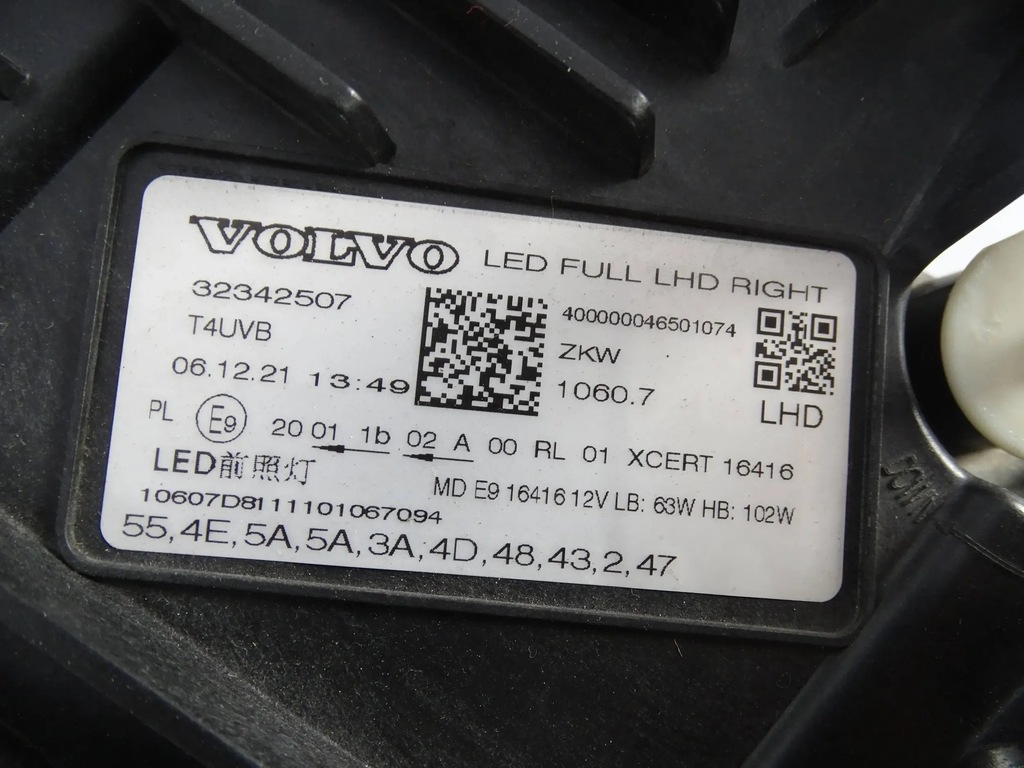 VOLVO LED FULL LHD RIGHT
32342507
T4UVB
06.12.21 13:49
400000046501074
ZKW
1060.7
LHD
PL E9 20 01 1b 02 A 00 RL 01 XCERT 16416
LED前照灯
MD E9 16416 12V LB: 63W HB: 102W
10607D8111101067094
55,4E,5A,5A,3A,4D,48,43,2,47